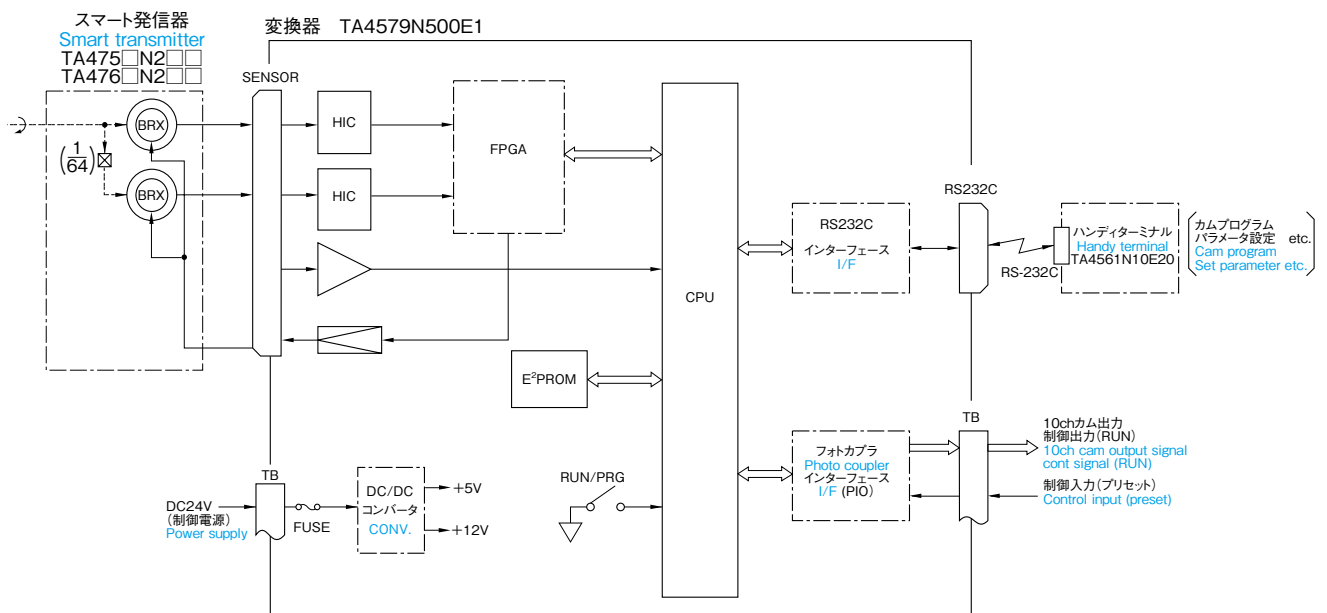 スマート発信器
Smart transmitter
TA475□N2□□
TA476□N2□□
変換器 TA4579N500E1
SENSOR
BRX
(1/64)
BRX
HIC
HIC
FPGA
CPU
E²PROM
RS232C
インターフェース
I/F
RS232C
RS-232C
ハンディターミナル
Handy terminal
TA4561N10E20
カムプログラム
パラメータ設定 etc.
Cam program
Set parameter etc.
TB
DC24V
(制御電源)
Power supply
FUSE
DC/DC
コンバータ
CONV.
+5V
+12V
RUN/PRG
フォトカプラ
Photo coupler
インターフェース
I/F (PIO)
TB
10chカム出力
制御出力(RUN)
10ch cam output signal
cont signal (RUN)
制御入力(プリセット)
Control input (preset)